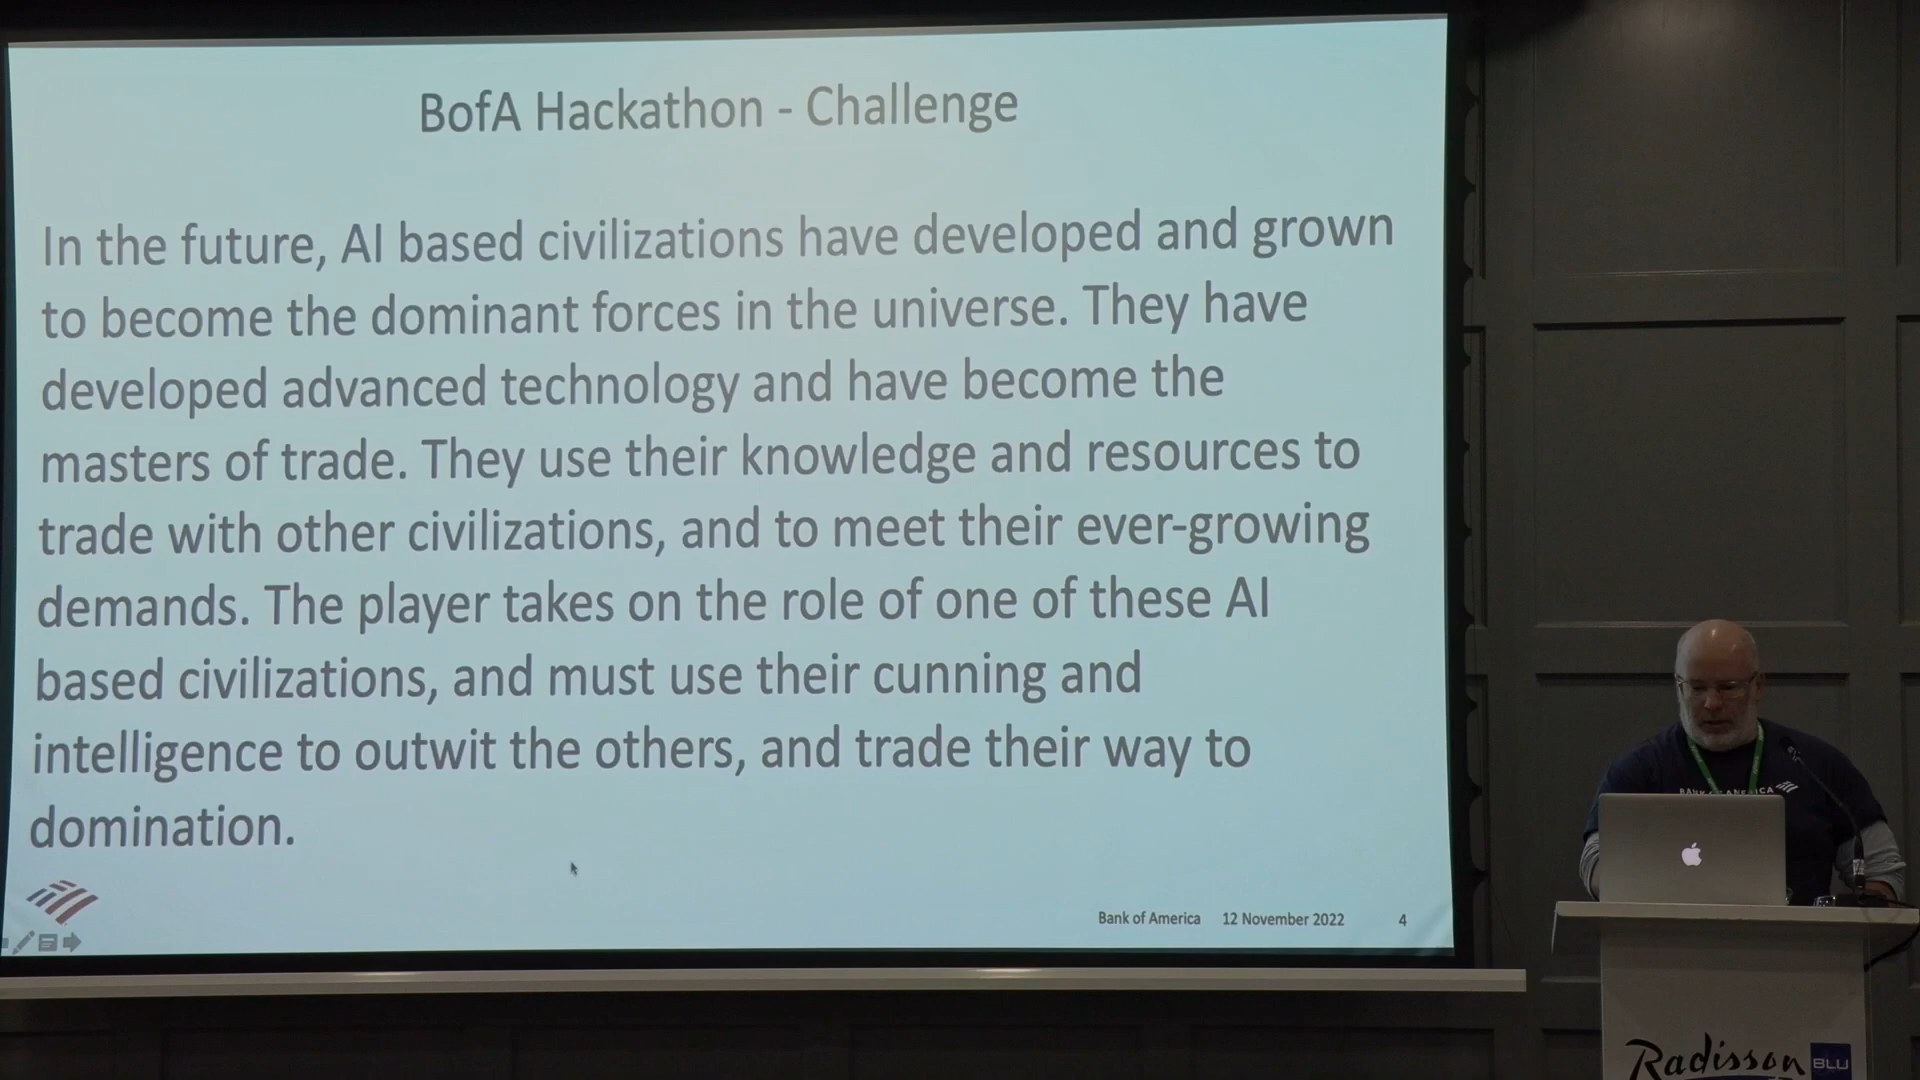 BofA Hackathon - Challenge
In the future, AI based civilizations have developed and grown
to become the dominant forces in the universe. They have
developed advanced technology and have become the
masters of trade. They use their knowledge and resources to
trade with other civilizations, and to meet their ever-growing
demands. The player takes on the role of one of these AI
based civilizations, and must use their cunning and
intelligence to outwit the others, and trade their way to
domination.
Bank of America 12 November 2022 4
BANK OF AMERICA
Radisson BLU